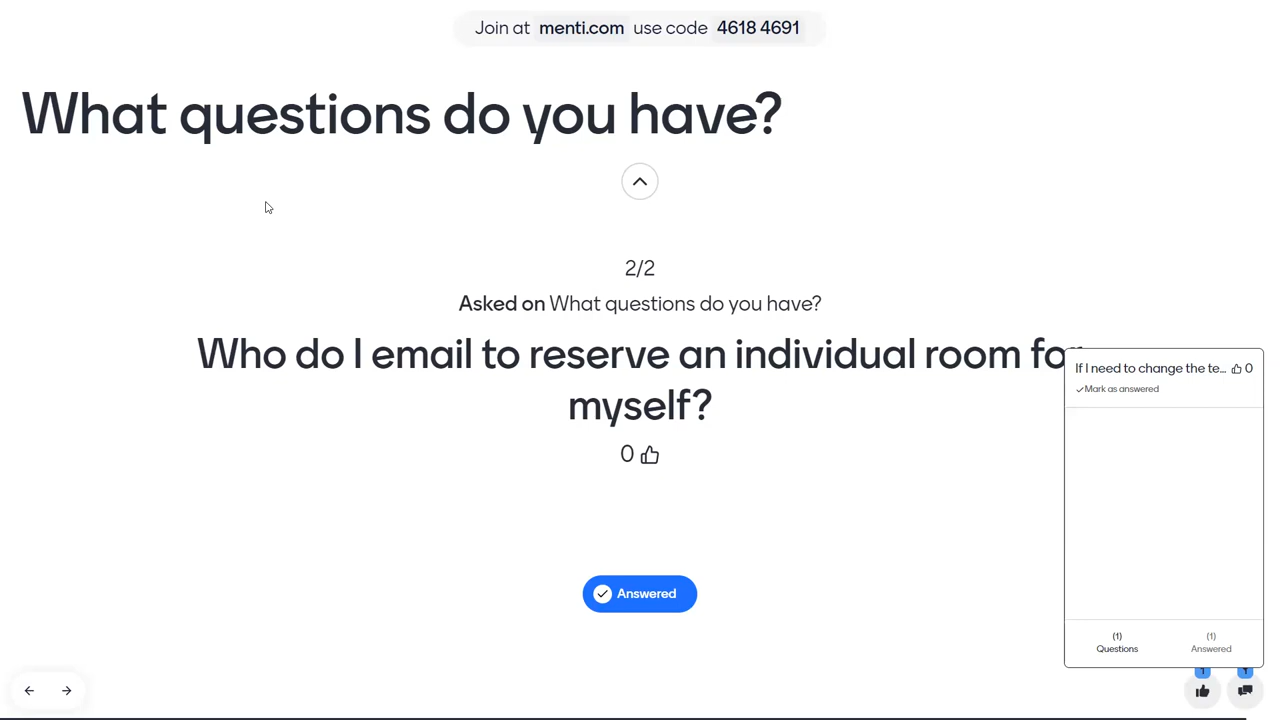 Join at menti.com use code 4618 4691
What questions do you have?
2/2
Asked on What questions do you have?
Who do I email to reserve an individual room for
myself?
0
If I need to change the te... 0
Mark as answered
Answered
(1) (1)
Questions Answered
1 1